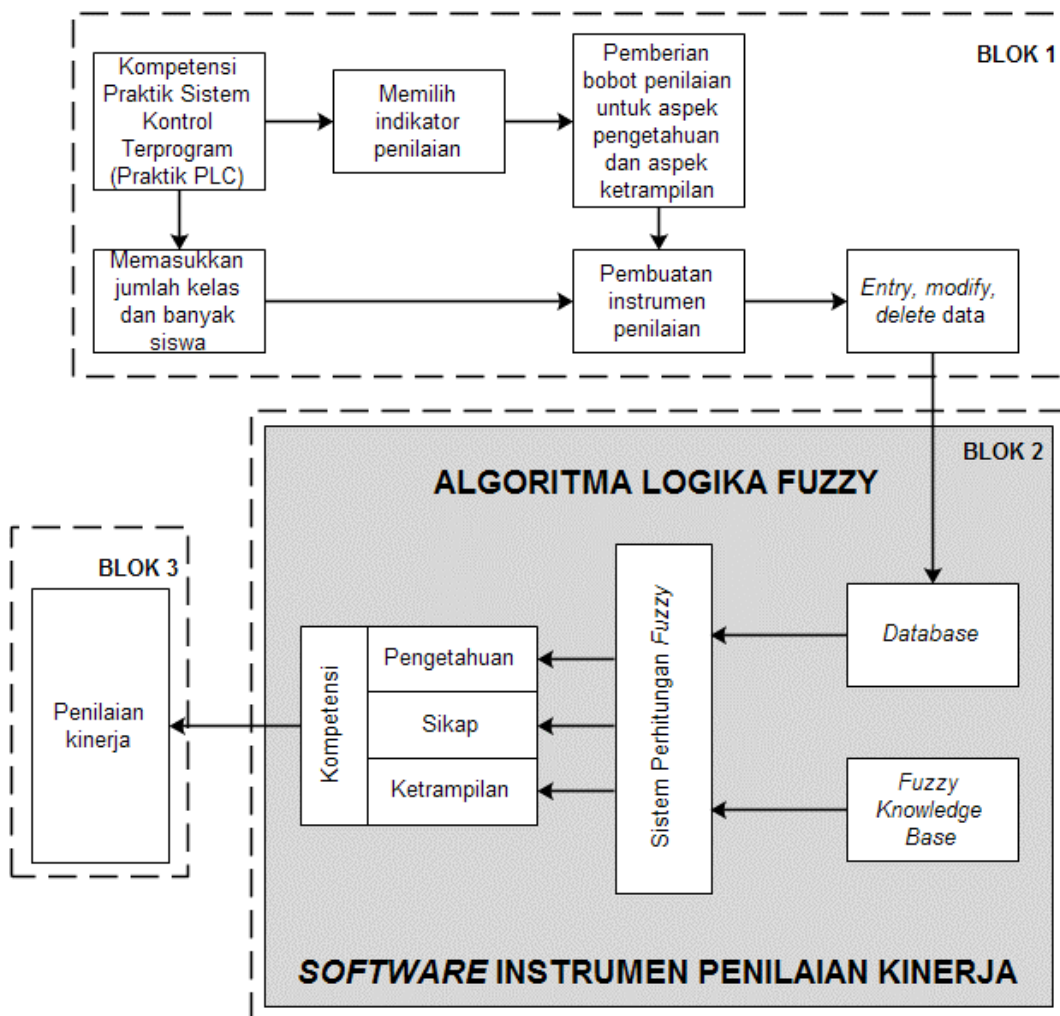 BLOK 1
Kompetensi
Praktik Sistem
Kontrol
Terprogram
(Praktik PLC)
Memilih
indikator
penilaian
Pemberian
bobot penilaian
untuk aspek
pengetahuan
dan aspek
ketrampilan
Memasukkan
jumlah kelas
dan banyak
siswa
Pembuatan
instrumen
penilaian
Entry, modify,
delete data
BLOK 2
ALGORITMA LOGIKA FUZZY
BLOK 3
Penilaian
kinerja
Kompetensi
Pengetahuan
Sikap
Ketrampilan
Sistem Perhitungan Fuzzy
Database
Fuzzy
Knowledge
Base
SOFTWARE INSTRUMEN PENILAIAN KINERJA